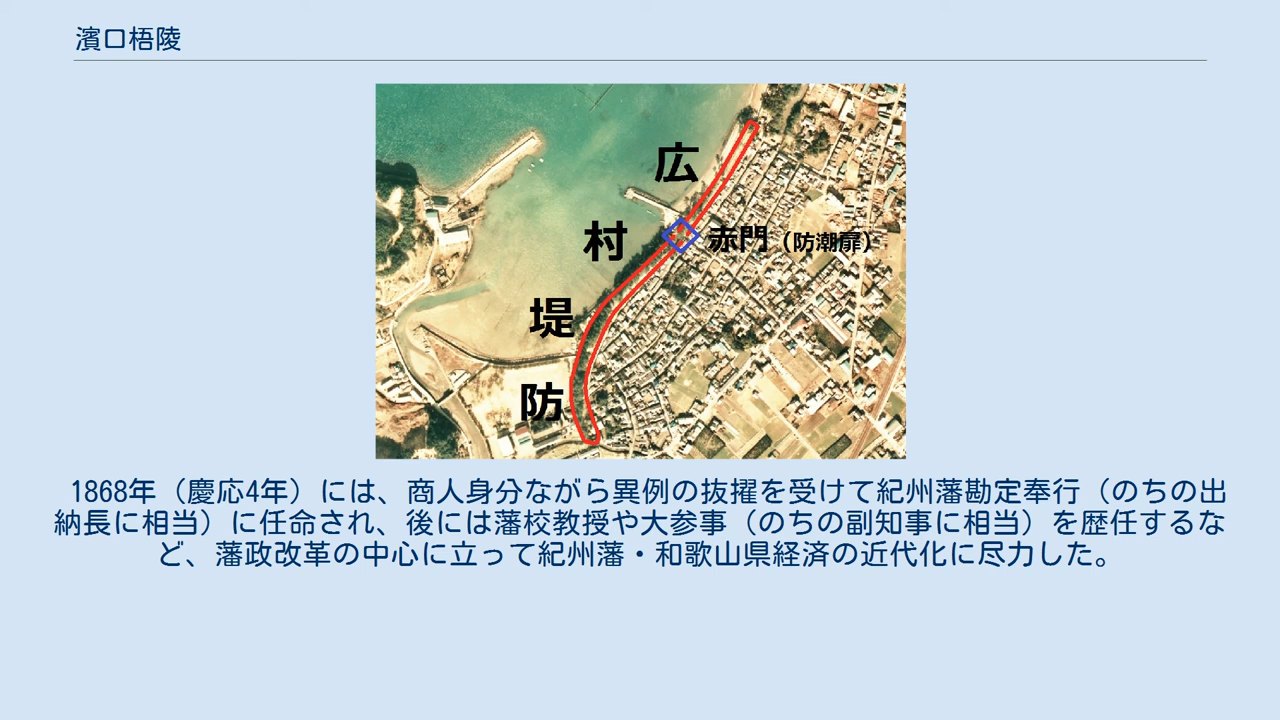 濱口梧陵
広
村
赤門（防潮扉）
堤
防
1868年（慶応4年）には、商人身分ながら異例の抜擢を受けて紀州藩勘定奉行（のちの出
納長に相当）に任命され、後には藩校教授や大参事（のちの副知事に相当）を歴任するな
ど、藩政改革の中心に立って紀州藩・和歌山県経済の近代化に尽力した。